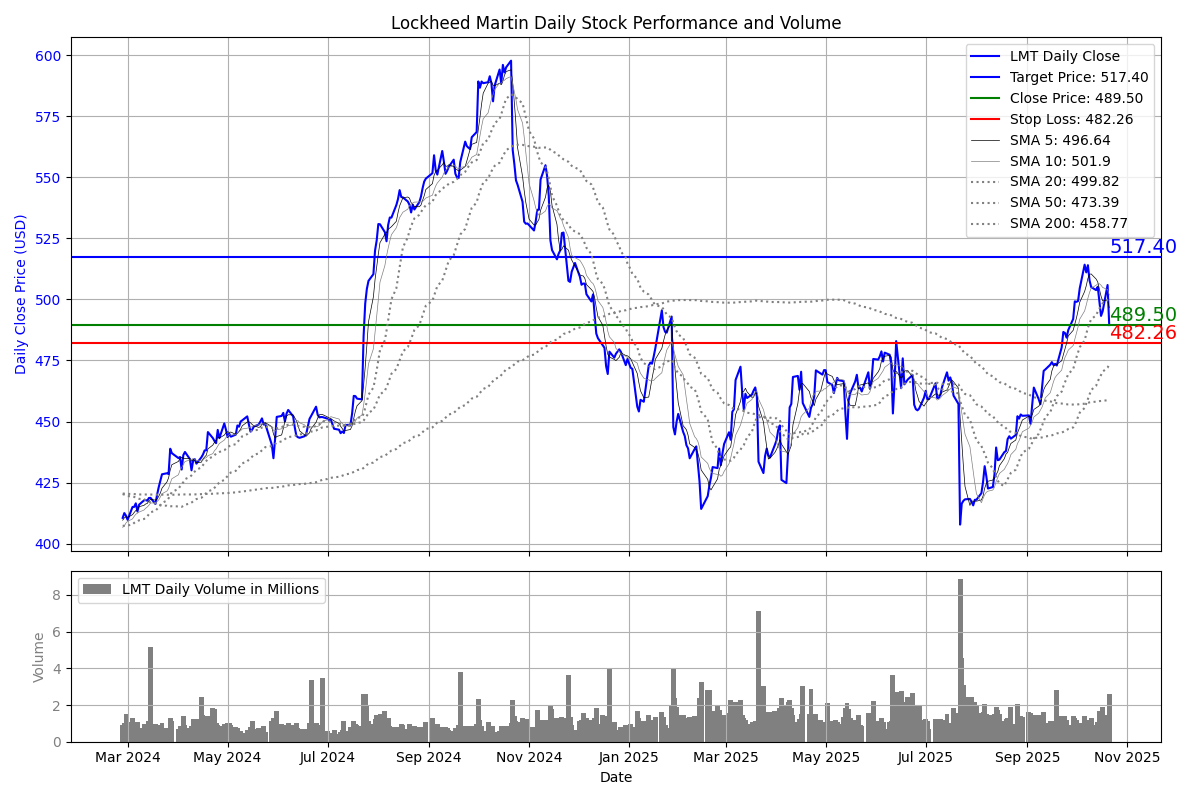 Lockheed Martin Daily Stock Performance and Volume
Daily Close Price (USD)
600
575
550
525
500
475
450
425
400
LMT Daily Close
Target Price: 517.40
Close Price: 489.50
Stop Loss: 482.26
SMA 5: 496.64
SMA 10: 501.9
SMA 20: 499.82
SMA 50: 473.39
SMA 200: 458.77
517.40
489.50
482.26
Volume
8
6
4
2
0
LMT Daily Volume in Millions
Mar 2024 May 2024 Jul 2024 Sep 2024 Nov 2024 Jan 2025 Mar 2025 May 2025 Jul 2025 Sep 2025 Nov 2025
Date